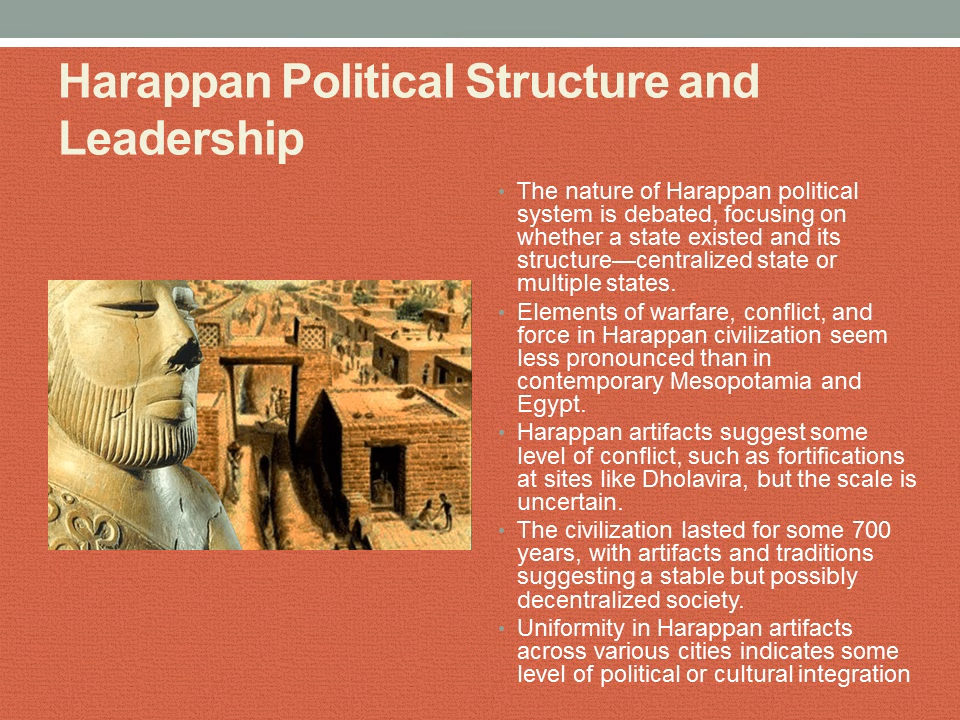 Harappan Political Structure and
Leadership
• The nature of Harappan political
system is debated, focusing on
whether a state existed and its
structure—centralized state or
multiple states.
• Elements of warfare, conflict, and
force in Harappan civilization seem
less pronounced than in
contemporary Mesopotamia and
Egypt.
• Harappan artifacts suggest some
level of conflict, such as fortifications
at sites like Dholavira, but the scale is
uncertain.
• The civilization lasted for some 700
years, with artifacts and traditions
suggesting a stable but possibly
decentralized society.
• Uniformity in Harappan artifacts
across various cities indicates some
level of political or cultural integration